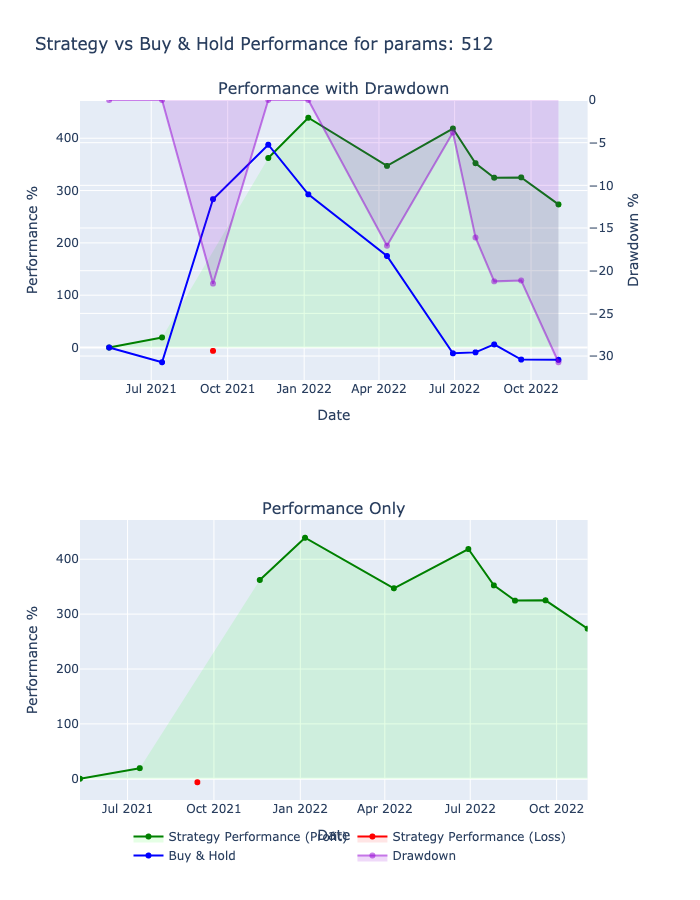 Strategy vs Buy & Hold Performance for params: 512
Performance with Drawdown
400
300
200
100
0
Performance %
0
−5
−10
−15
−20
−25
−30
Drawdown %
Jul 2021
Oct 2021
Jan 2022
Apr 2022
Jul 2022
Oct 2022
Date
Performance Only
400
300
200
100
0
Performance %
Jul 2021
Oct 2021
Jan 2022
Apr 2022
Jul 2022
Oct 2022
Date
Strategy Performance (Profit)
Strategy Performance (Loss)
Buy & Hold
Drawdown